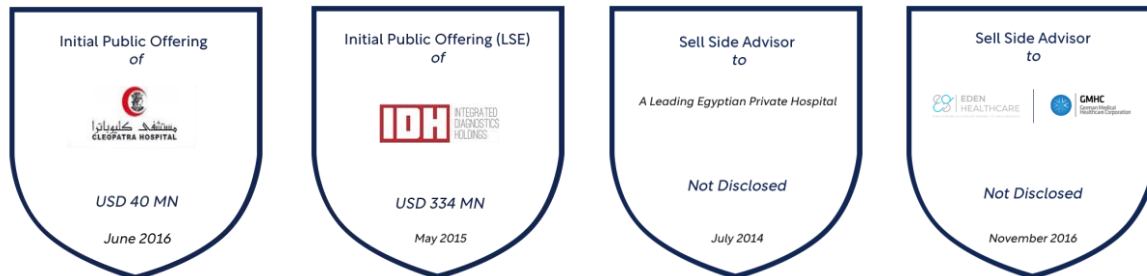 Initial Public Offering
of
مستشفى كليوباترا
CLEOPATRA HOSPITAL
USD 40 MN
June 2016
Initial Public Offering (LSE)
of
IDH
INTEGRATED
DIAGNOSTICS
HOLDINGS
USD 334 MN
May 2015
Sell Side Advisor
to
A Leading Egyptian Private Hospital
Not Disclosed
July 2014
Sell Side Advisor
to
EDEN
HEALTHCARE
GMHC
German Medical
Healthcare Corporation
Not Disclosed
November 2016